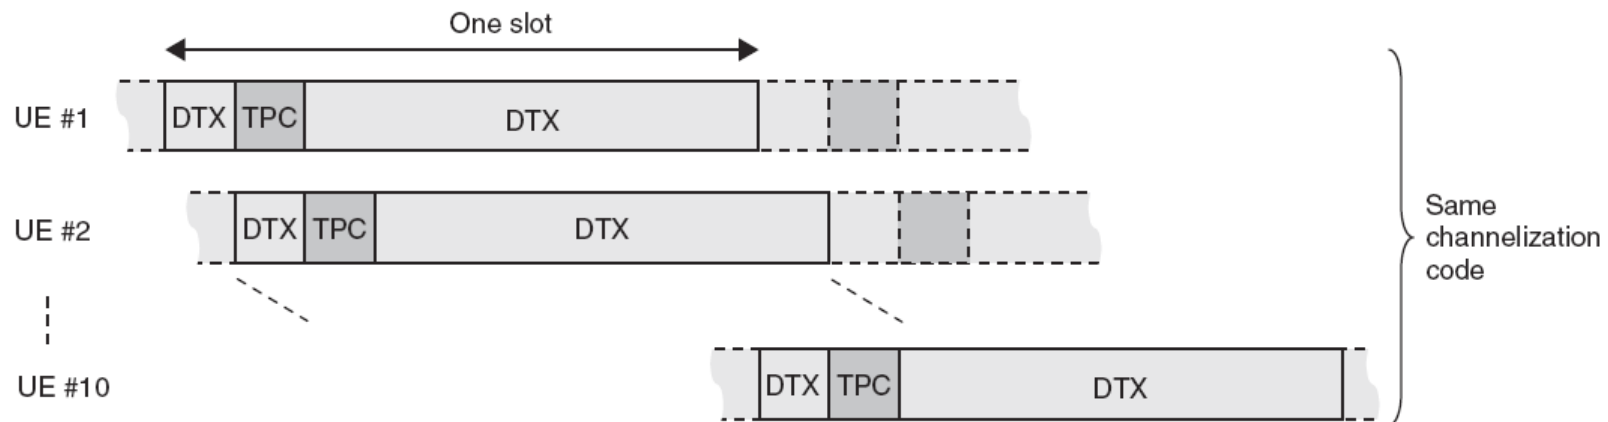 One slot
UE #1 DTX TPC DTX
UE #2 DTX TPC DTX
Same
channelization
code
UE #10 DTX TPC DTX